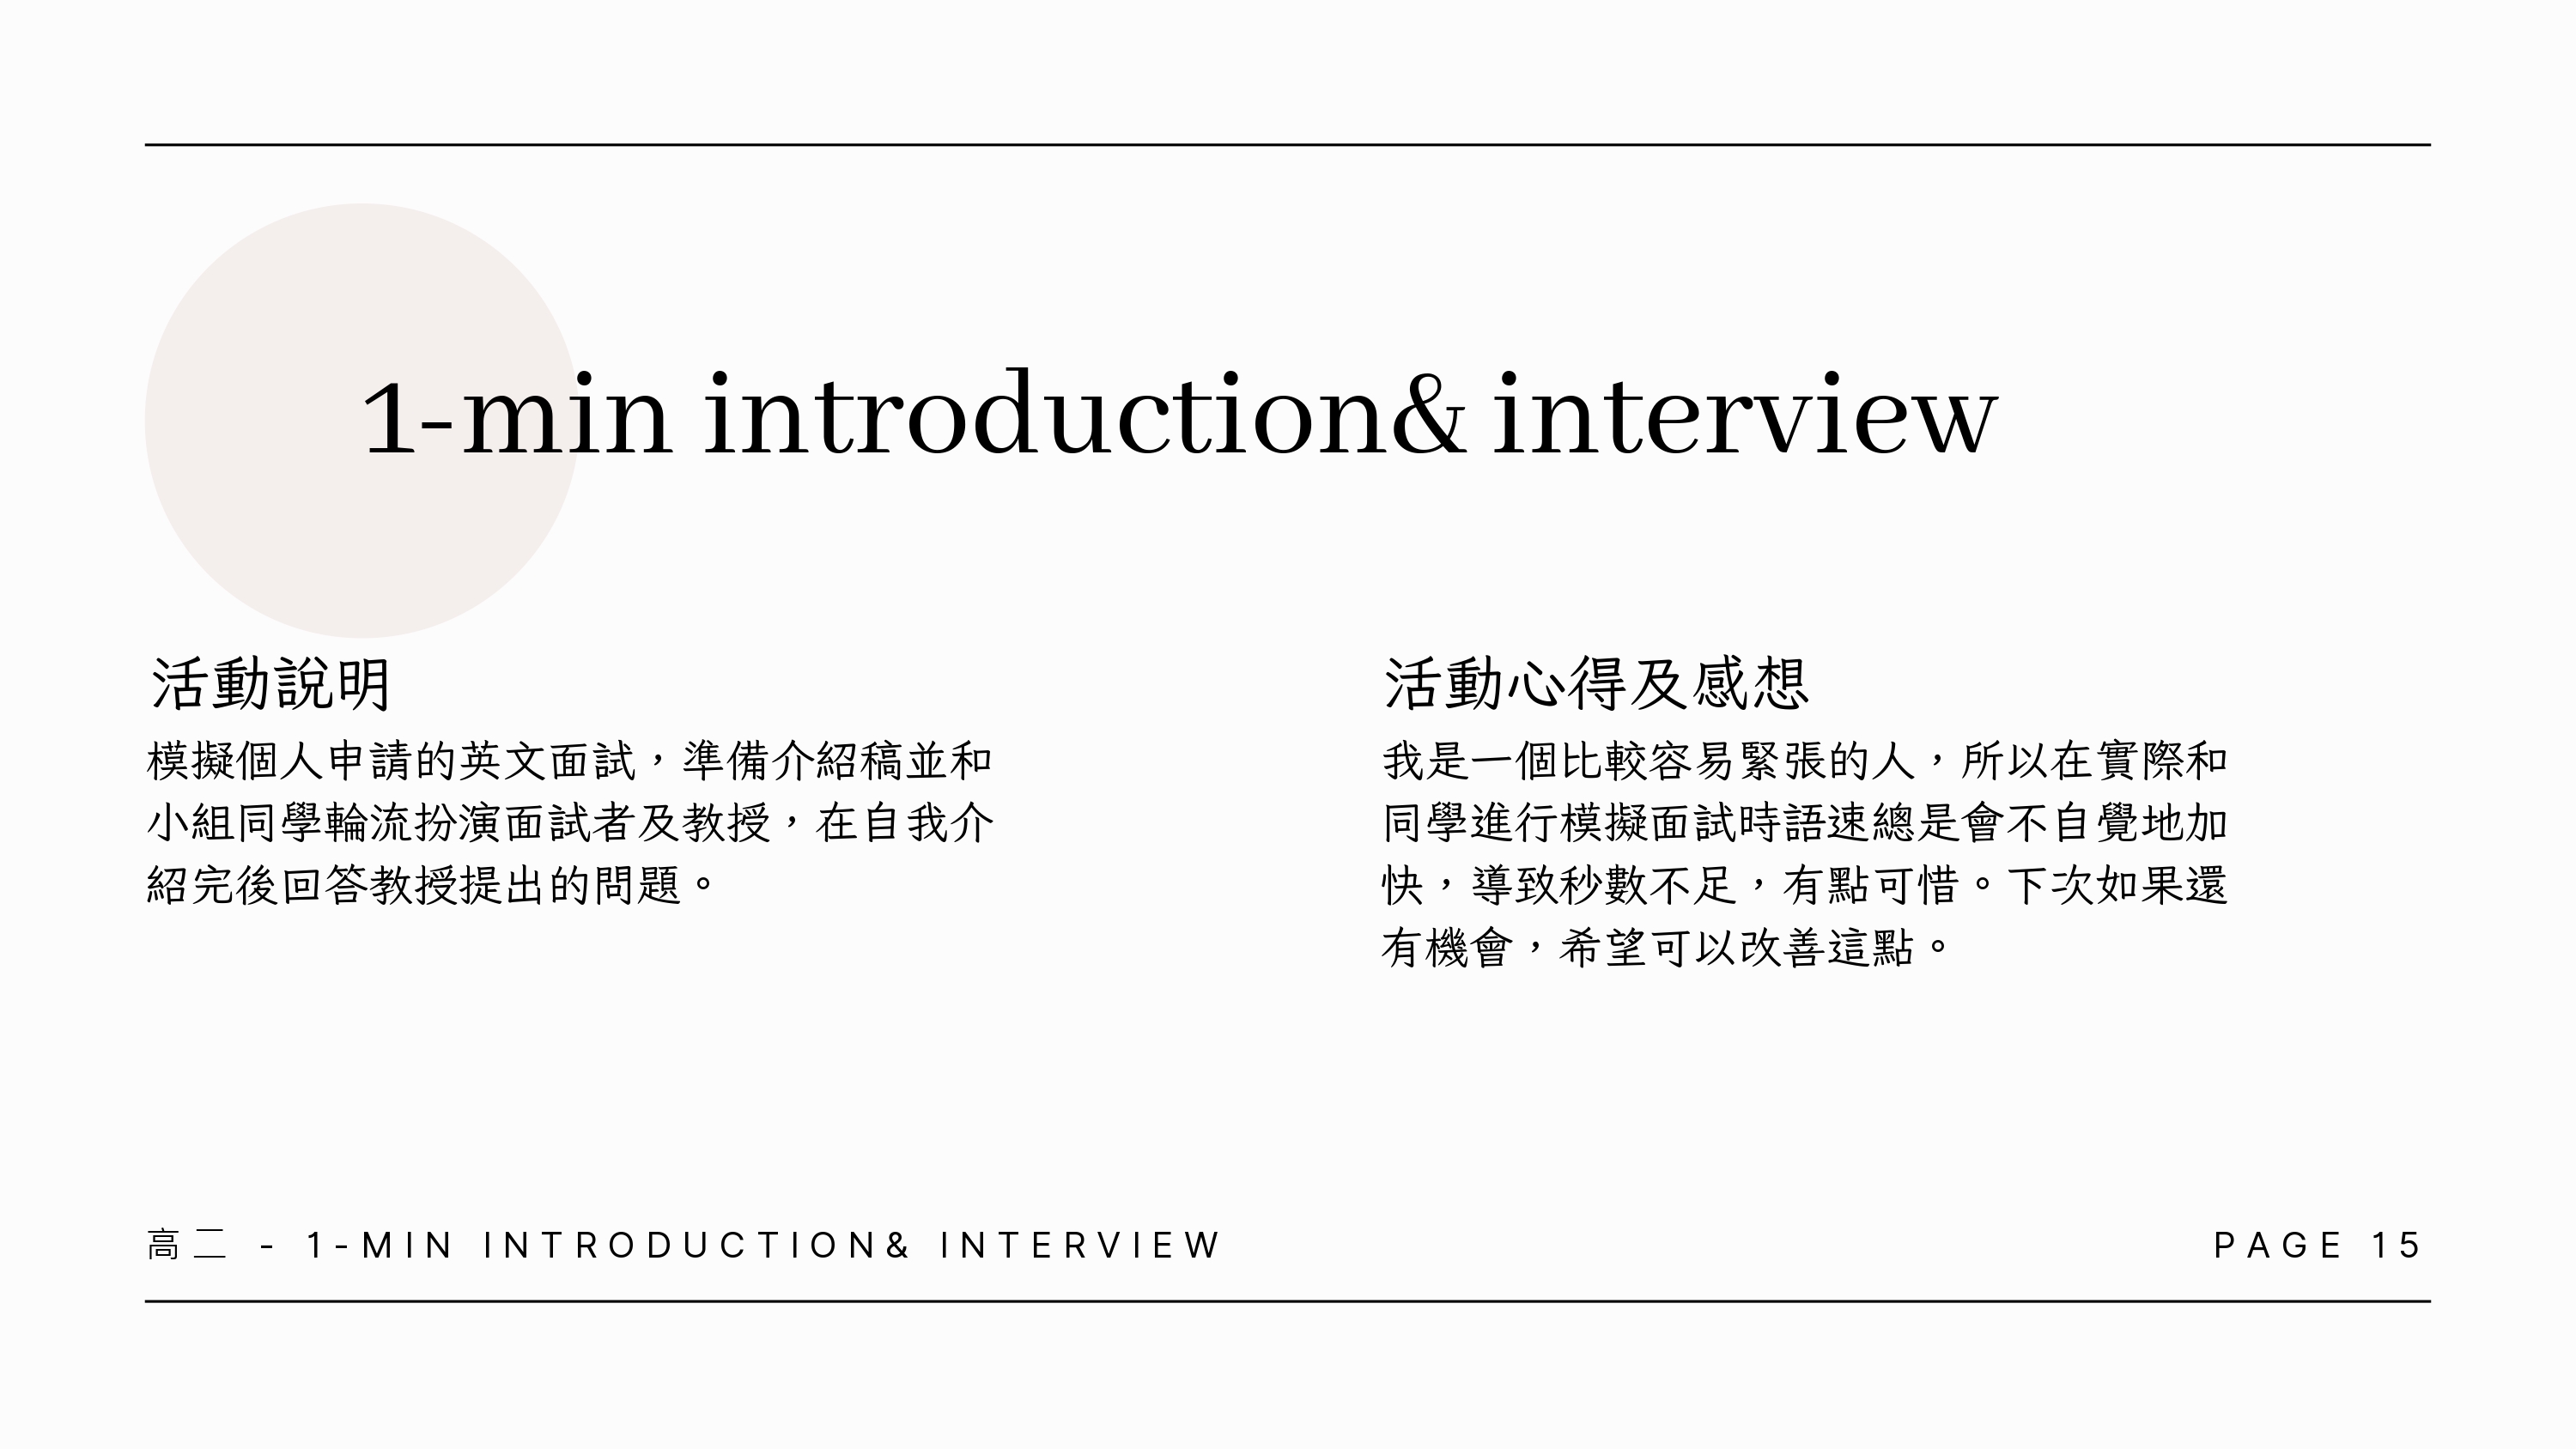 1-min introduction& interview
活動說明
模擬個人申請的英文面試，準備介紹稿並和
小組同學輪流扮演面試者及教授，在自我介
紹完後回答教授提出的問題。
活動心得及感想
我是一個比較容易緊張的人，所以在實際和
同學進行模擬面試時語速總是會不自覺地加
快，導致秒數不足，有點可惜。下次如果還
有機會，希望可以改善這點。
高二 - 1-MIN INTRODUCTION& INTERVIEW
PAGE 15